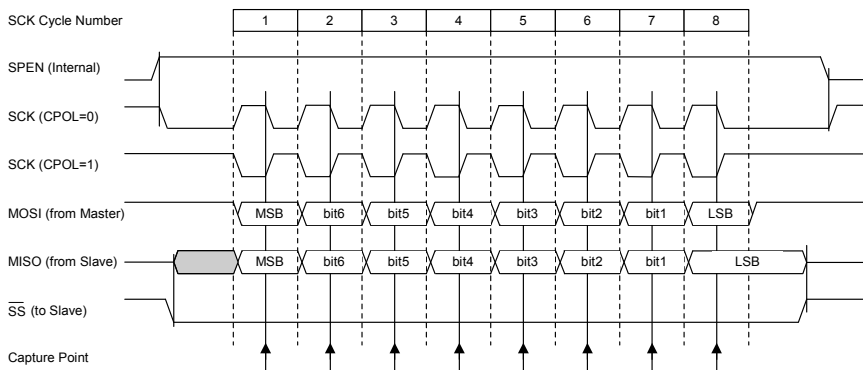 SCK Cycle Number 1 2 3 4 5 6 7 8
SPEN (Internal)
SCK (CPOL=0)
SCK (CPOL=1)
MOSI (from Master) MSB bit6 bit5 bit4 bit3 bit2 bit1 LSB
MISO (from Slave) MSB bit6 bit5 bit4 bit3 bit2 bit1 LSB
SS (to Slave)
Capture Point